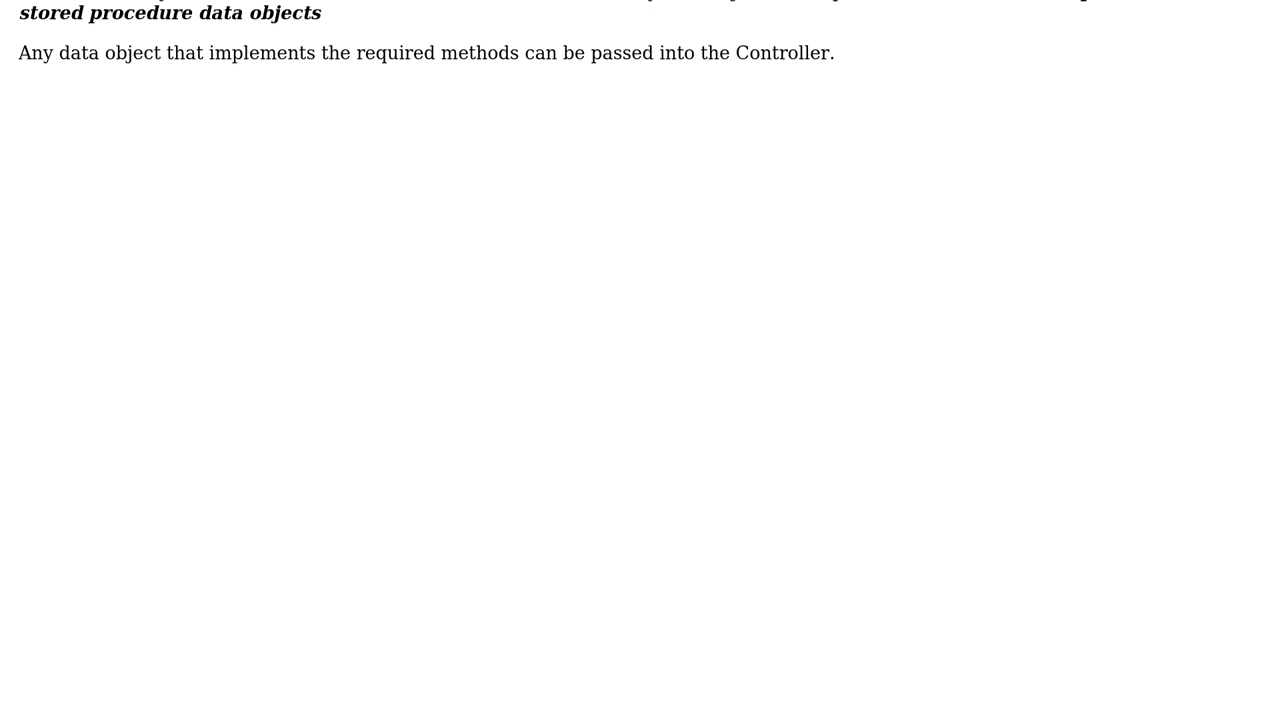 stored procedure data objects
Any data object that implements the required methods can be passed into the Controller.